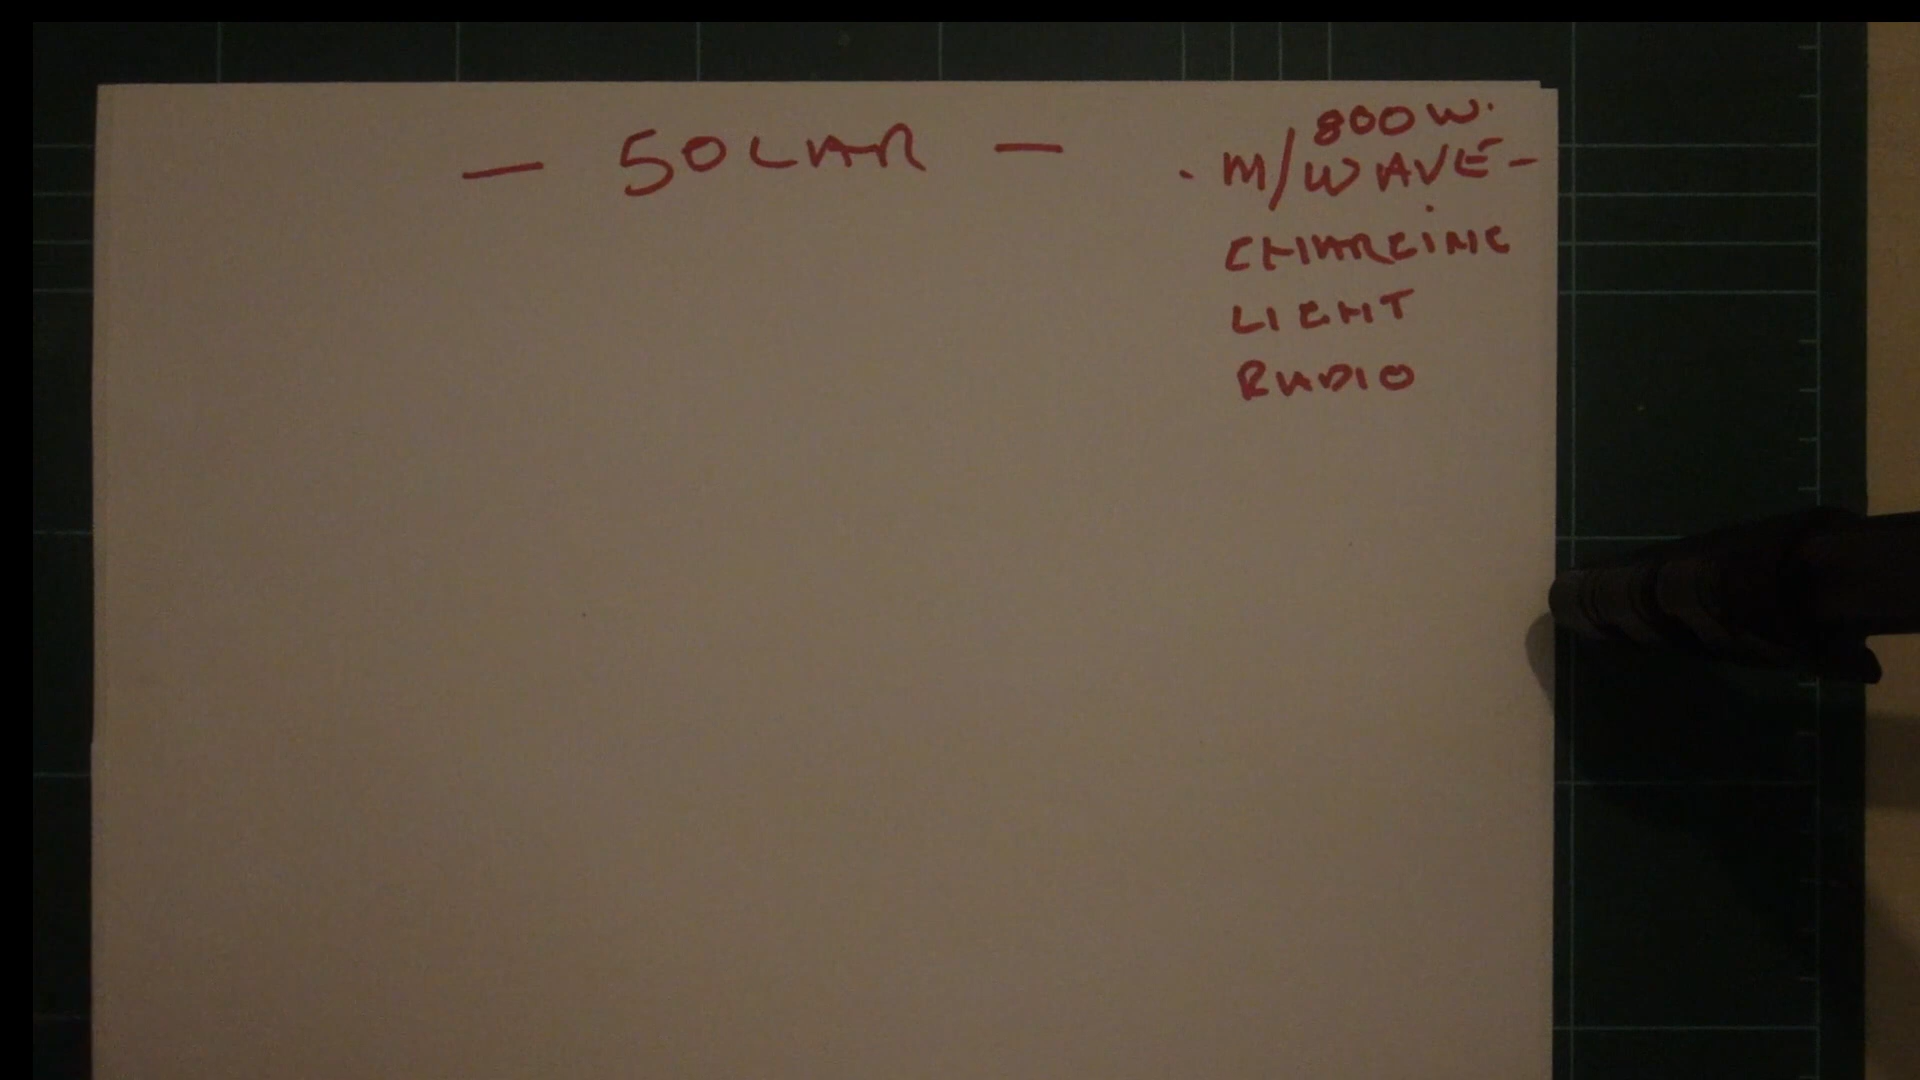 — SOLAR —
800W.
. M/WAVE —
CHARGING
LIGHT
RADIO